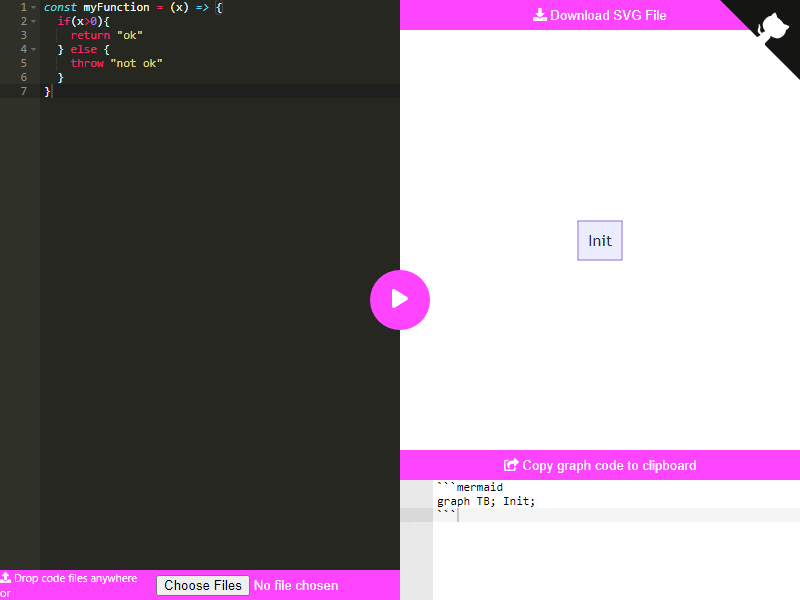 1 const myFunction = (x) => {
2 if(x>0){
3 return "ok"
4 } else {
5 throw "not ok"
6 }
7 }
Drop code files anywhere
or
Choose Files No file chosen
Download SVG File
Init
Copy graph code to clipboard
```mermaid
graph TB; Init;
```